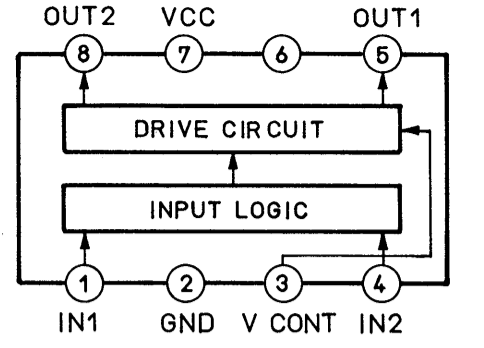 OUT2 VCC OUT1
8 7 6 5
DRIVE CIRCUIT
INPUT LOGIC
1 2 3 4
IN1 GND V CONT IN2